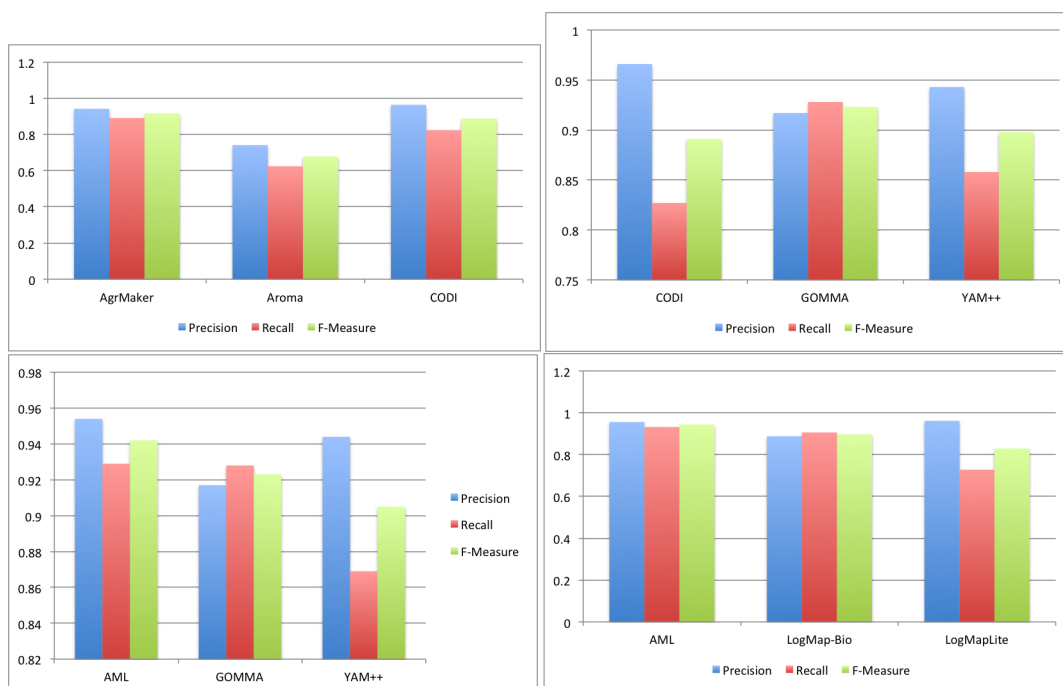 1.2
1
0.8
0.6
0.4
0.2
0
AgrMaker Aroma CODI
Precision Recall F-Measure
1
0.95
0.9
0.85
0.8
0.75
CODI GOMMA YAM++
Precision Recall F-Measure
0.98
0.96
0.94
0.92
0.9
0.88
0.86
0.84
0.82
AML GOMMA YAM++
Precision
Recall
F-Measure
1.2
1
0.8
0.6
0.4
0.2
0
AML LogMap-Bio LogMapLite
Precision Recall F-Measure